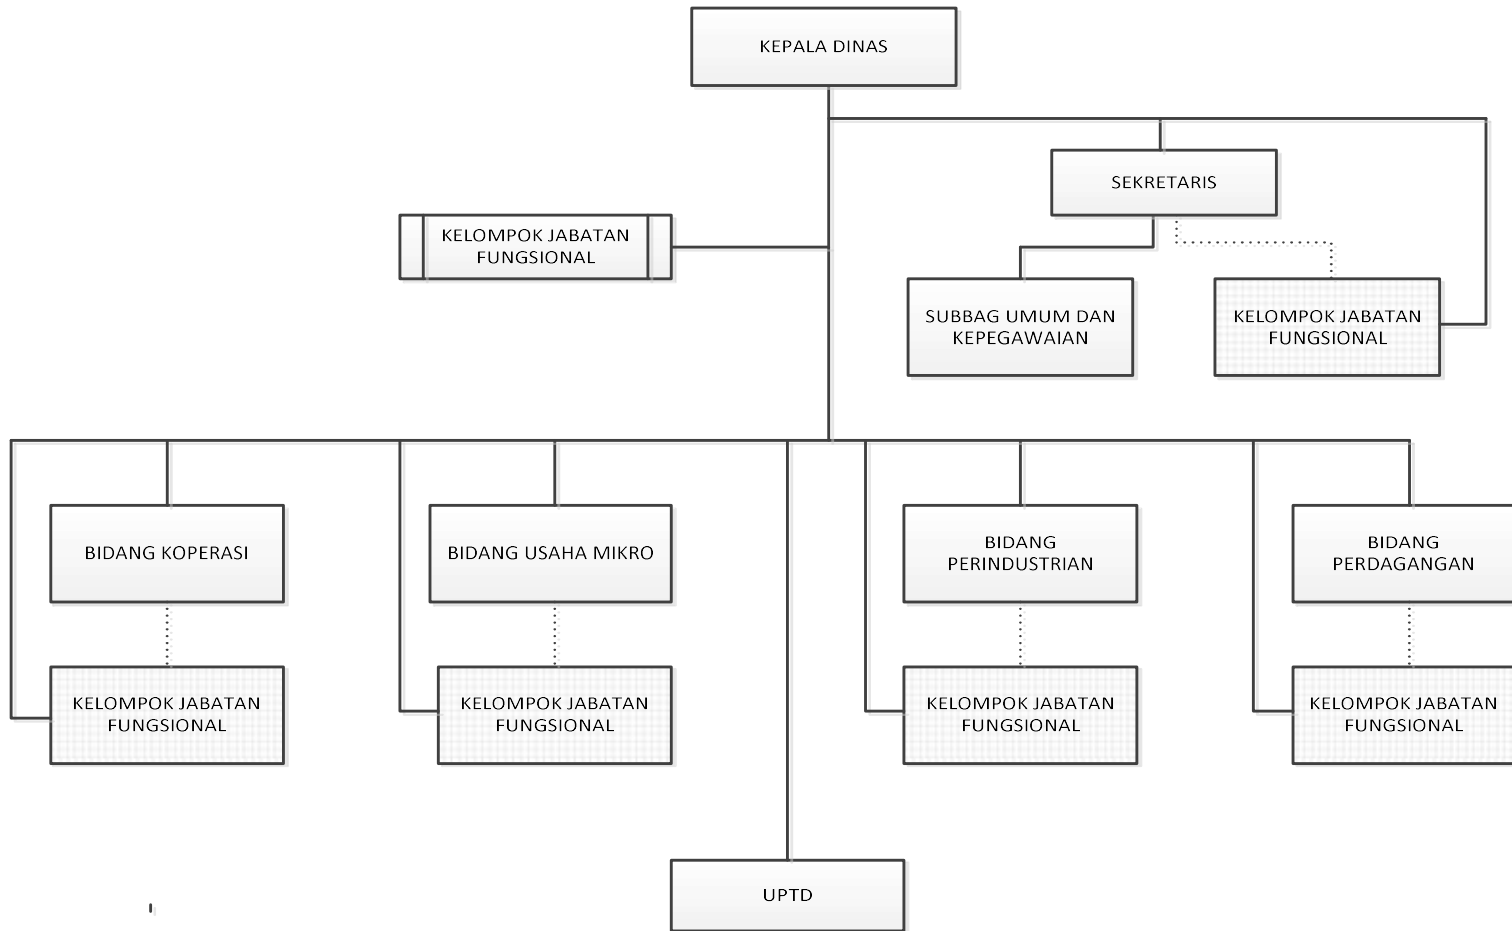 KEPALA DINAS
SEKRETARIS
KELOMPOK JABATAN
FUNGSIONAL
SUBBAG UMUM DAN
KEPEGAWAIAN
KELOMPOK JABATAN
FUNGSIONAL
BIDANG KOPERASI
BIDANG USAHA MIKRO
BIDANG
PERINDUSTRIAN
BIDANG
PERDAGANGAN
KELOMPOK JABATAN
FUNGSIONAL
KELOMPOK JABATAN
FUNGSIONAL
KELOMPOK JABATAN
FUNGSIONAL
KELOMPOK JABATAN
FUNGSIONAL
UPTD